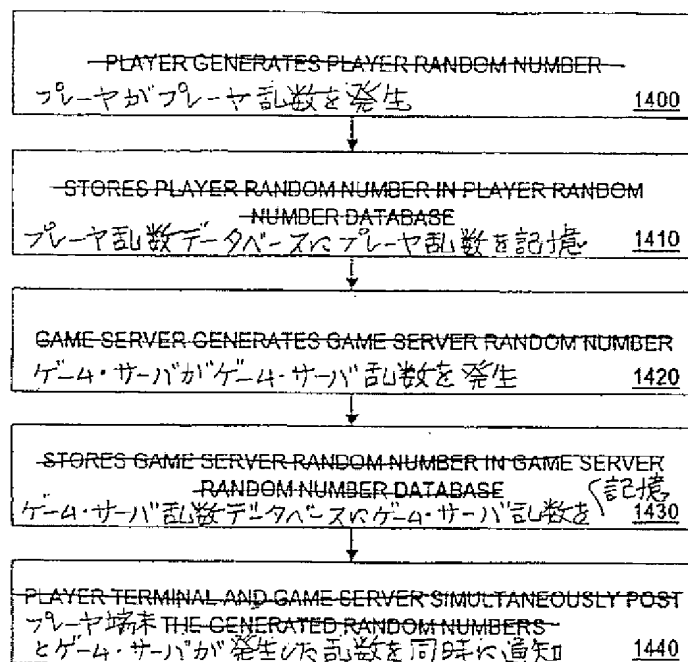 PLAYER GENERATES PLAYER RANDOM NUMBER
プレーヤがプレーヤ乱数を発生
1400
STORES PLAYER RANDOM NUMBER IN PLAYER RANDOM
NUMBER DATABASE
プレーヤ乱数データベースにプレーヤ乱数を記憶
1410
GAME SERVER GENERATES GAME SERVER RANDOM NUMBER
ゲーム・サーバがゲーム・サーバ乱数を発生
1420
STORES GAME SERVER RANDOM NUMBER IN GAME SERVER
RANDOM NUMBER DATABASE
ゲーム・サーバ乱数データベースにゲーム・サーバ乱数を記憶
1430
PLAYER TERMINAL AND GAME SERVER SIMULTANEOUSLY POST
プレーヤ端末 THE GENERATED RANDOM NUMBERS
とゲーム・サーバが発生した乱数を同時に通知
1440